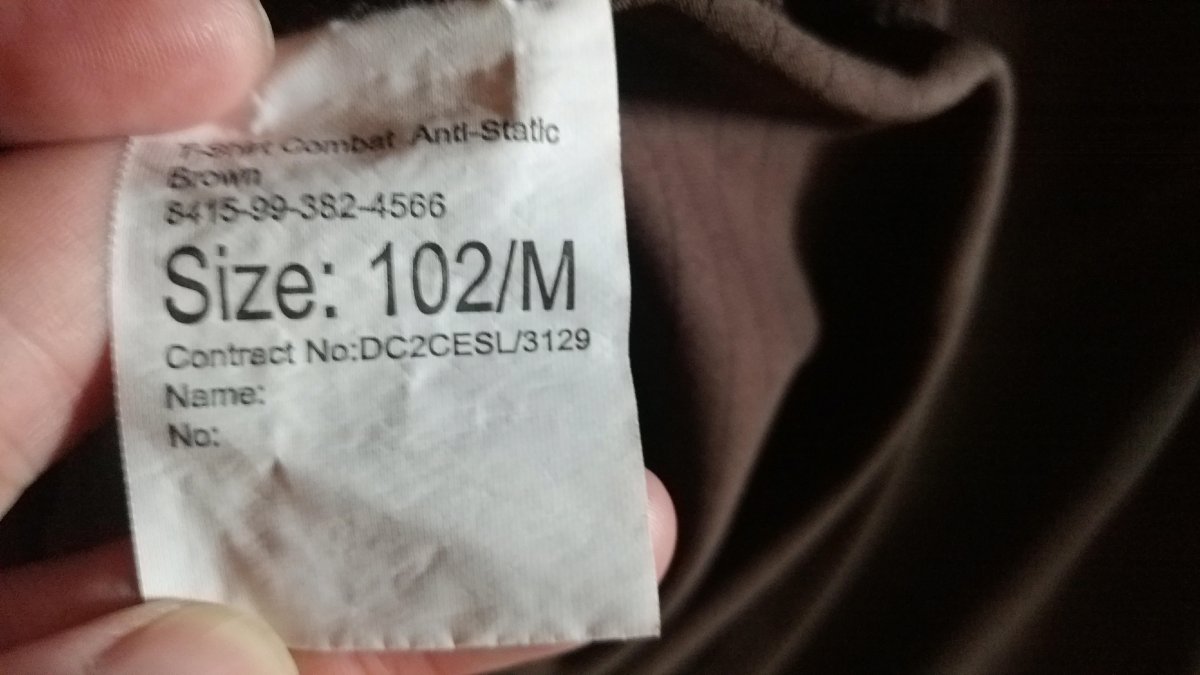 T-Shirt Combat Anti-Static
Brown
8415-99-382-4566
Size: 102/M
Contract No:DC2CESL/3129
Name:
No: